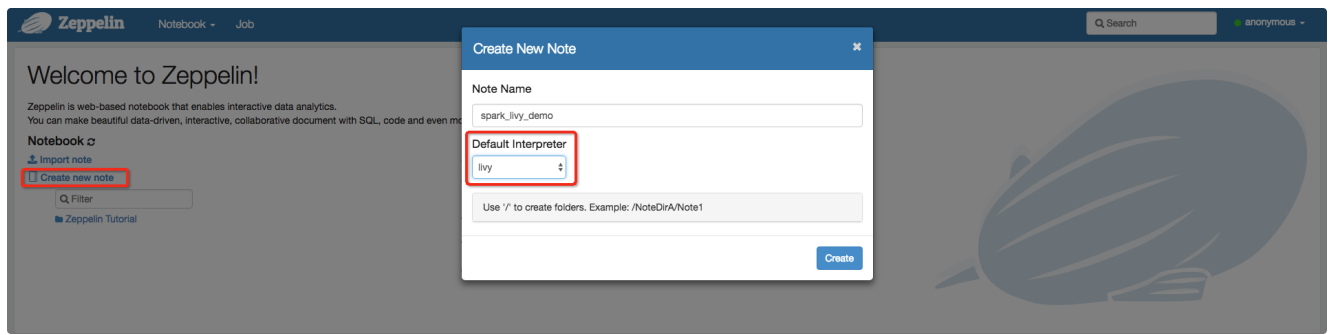 Zeppelin Notebook Job Search anonymous
Welcome to Zeppelin!
Zeppelin is web-based notebook that enables interactive data analytics.
You can make beautiful data-driven, interactive, collaborative document with SQL, code and even
Notebook
Import note
Create new note
Filter
Zeppelin Tutorial
Create New Note ×
Note Name
spark_livy_demo
Default Interpreter
livy
Use '/' to create folders. Example: /NoteDirA/Note1
Create